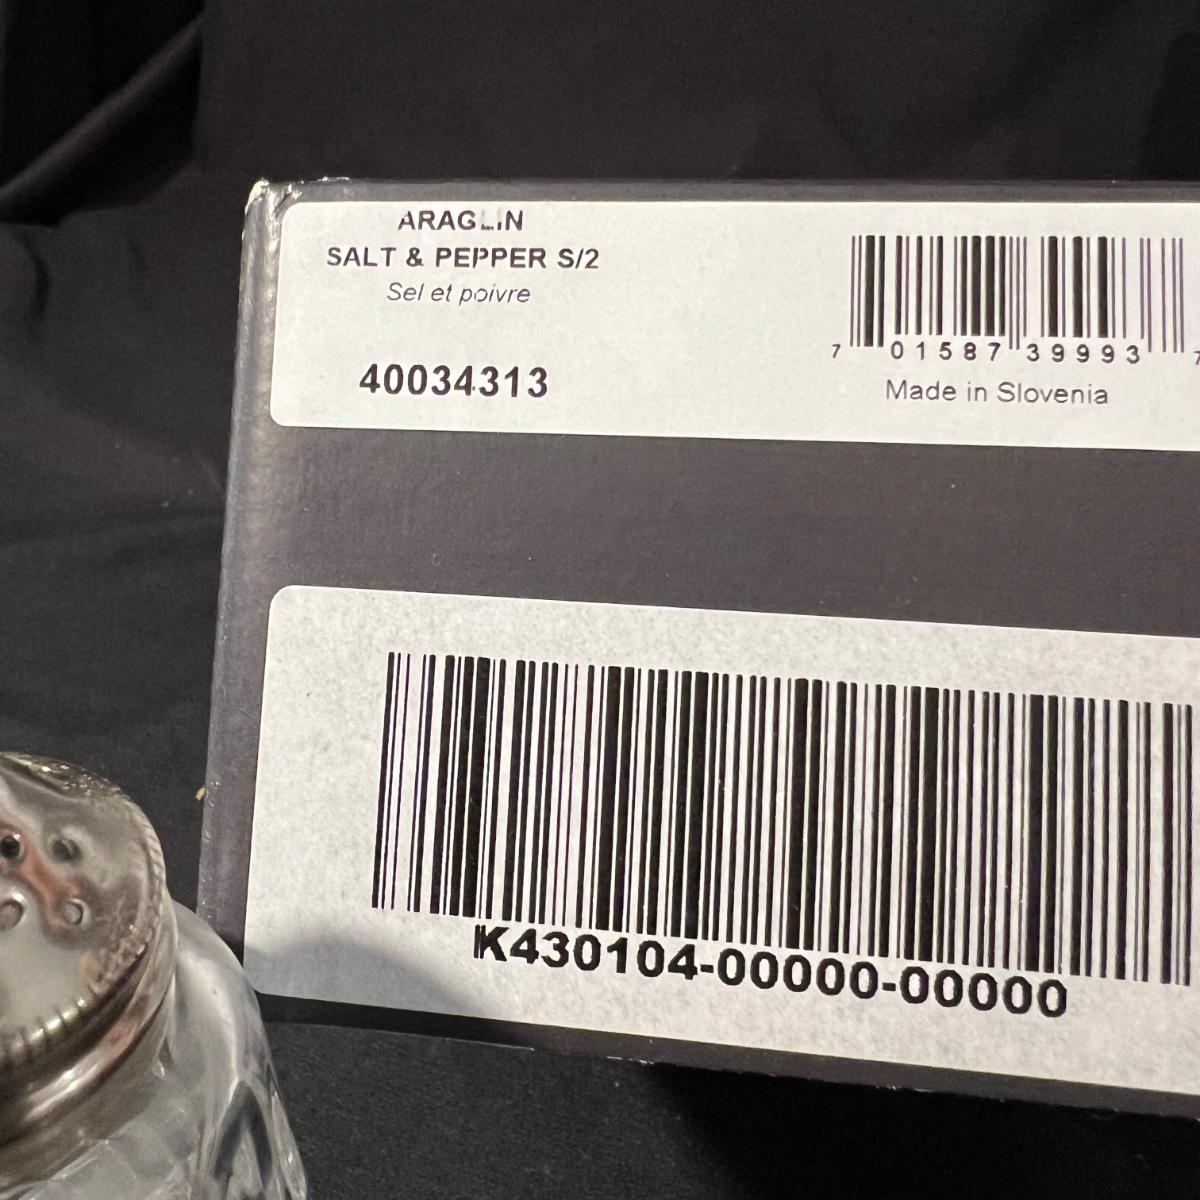 ARAGLIN
SALT & PEPPER S/2
Sel et poivre
40034313
7 01587 39993 7
Made in Slovenia
K430104-00000-00000